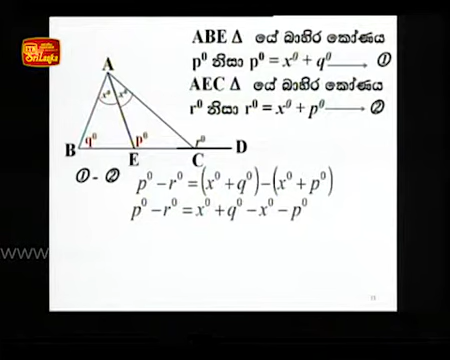 ABE Δ යේ බාහිර කෝණය
p⁰ නිසා p⁰ = x⁰ + q⁰ ①
AEC Δ යේ බාහිර කෝණය
r⁰ නිසා r⁰ = x⁰ + p⁰ ②
A
x⁰ x⁰
q⁰ p⁰ r⁰
B E C D
① - ② p⁰ – r⁰ = (x⁰ + q⁰) – (x⁰ + p⁰)
p⁰ – r⁰ = x⁰ + q⁰ – x⁰ – p⁰
www